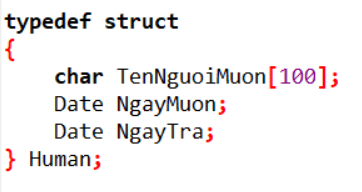 typedef struct
{
    char TenNguoiMuon[100];
    Date NgayMuon;
    Date NgayTra;
} Human;